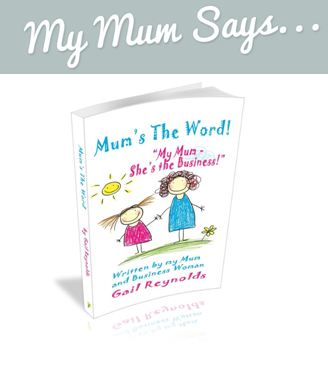 My Mum Says...
Mum's The Word!
"My Mum
She's the Business!"
Written by my Mum
and Business Woman
Gail Reynolds
Mum's The Word
by Gail Reynolds